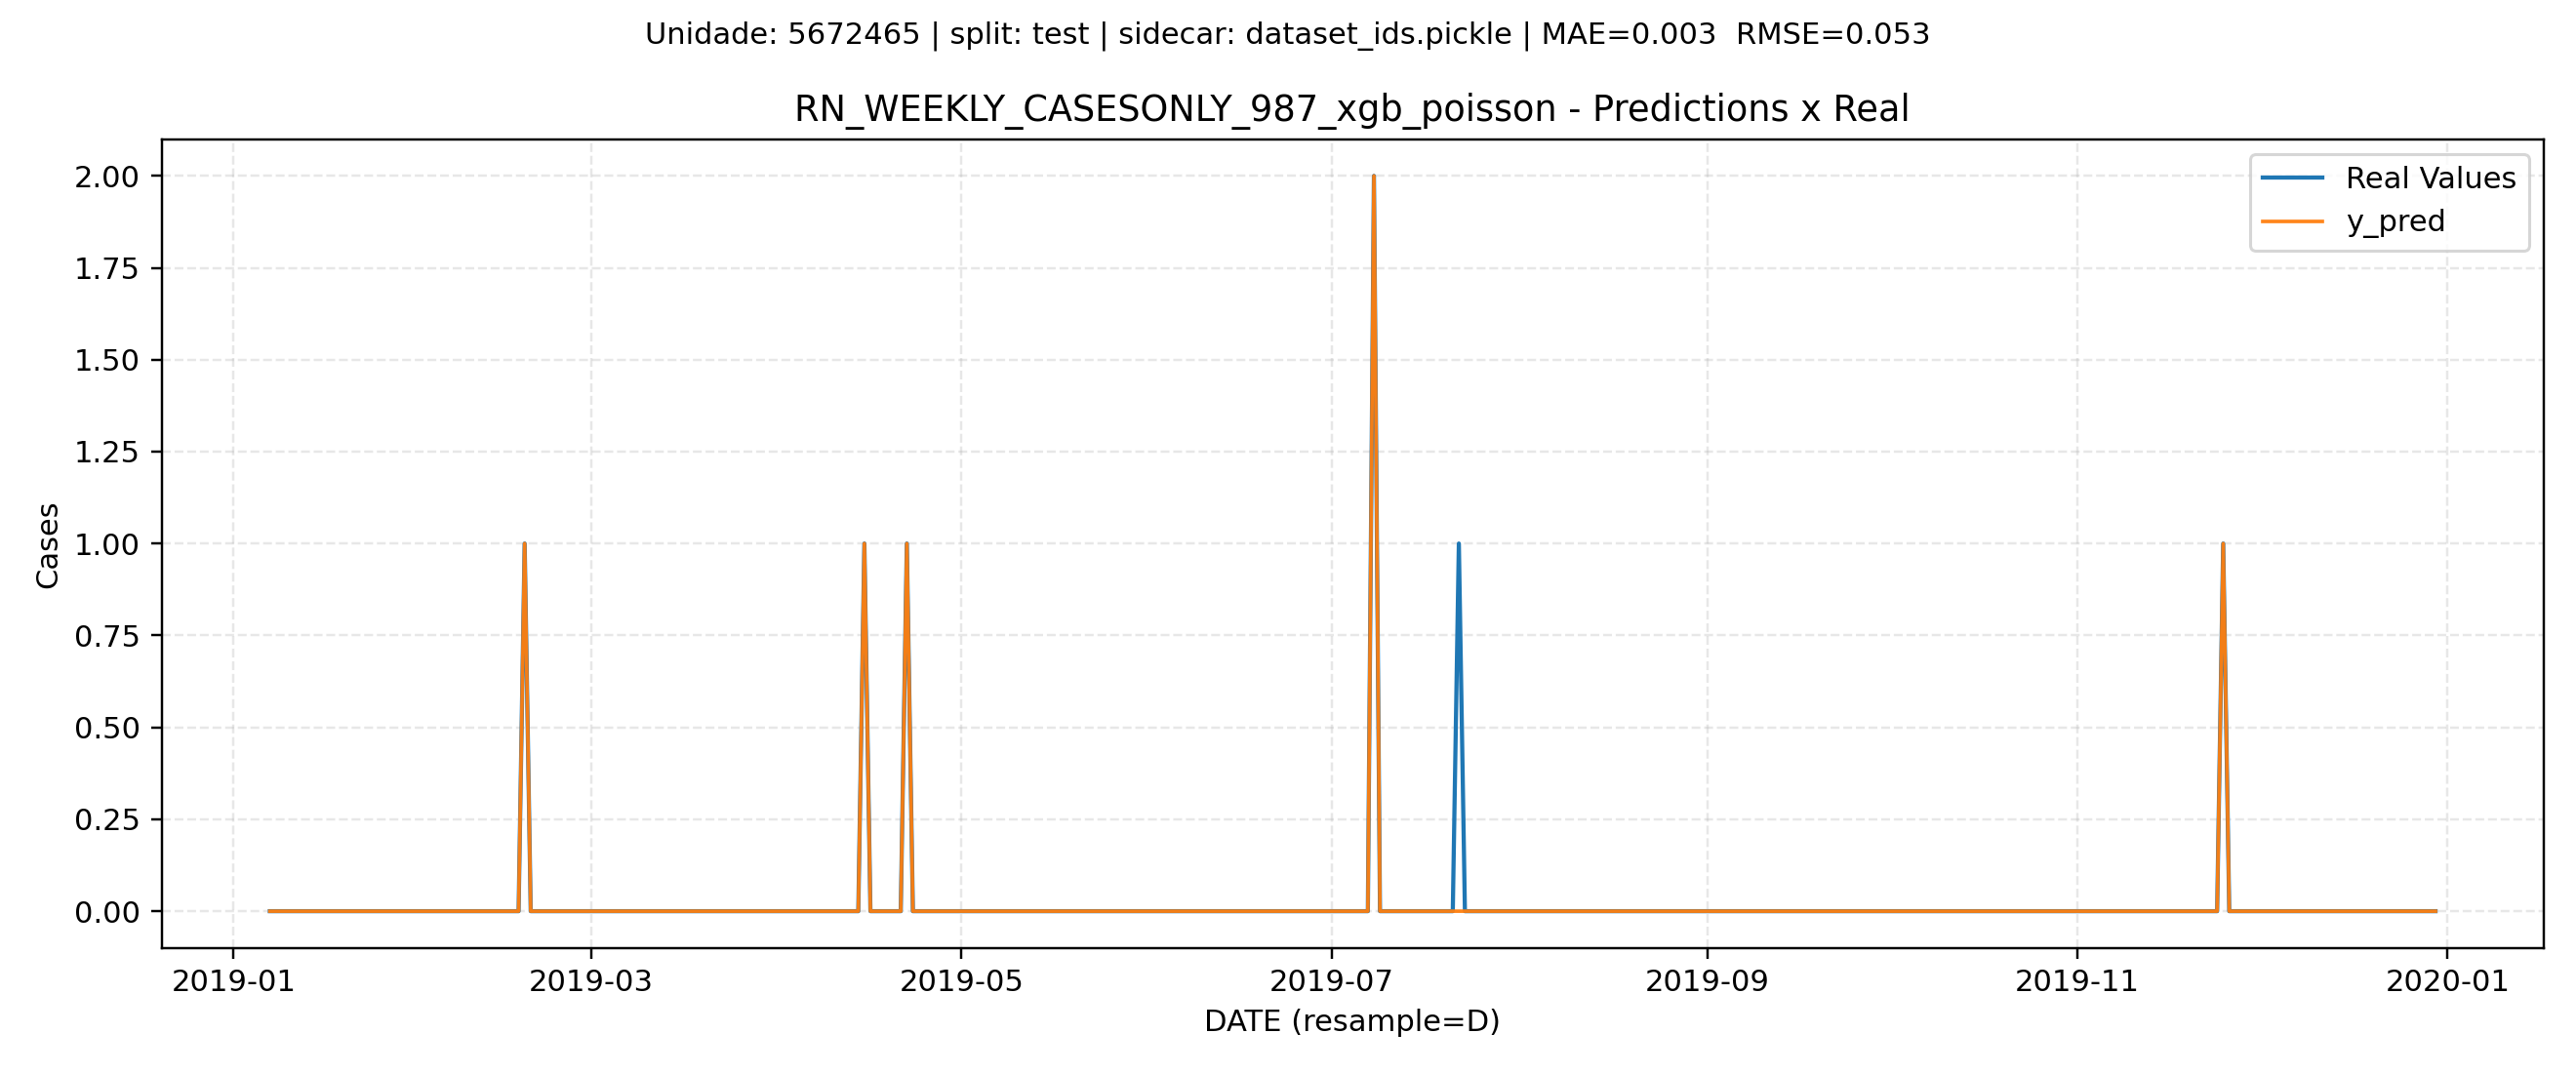 Unidade: 5672465 | split: test | sidecar: dataset_ids.pickle | MAE=0.003  RMSE=0.053
RN_WEEKLY_CASESONLY_987_xgb_poisson - Predictions x Real
Real Values
y_pred
2.00
1.75
1.50
1.25
1.00
0.75
0.50
0.25
0.00
Cases
2019-01
2019-03
2019-05
2019-07
2019-09
2019-11
2020-01
DATE (resample=D)